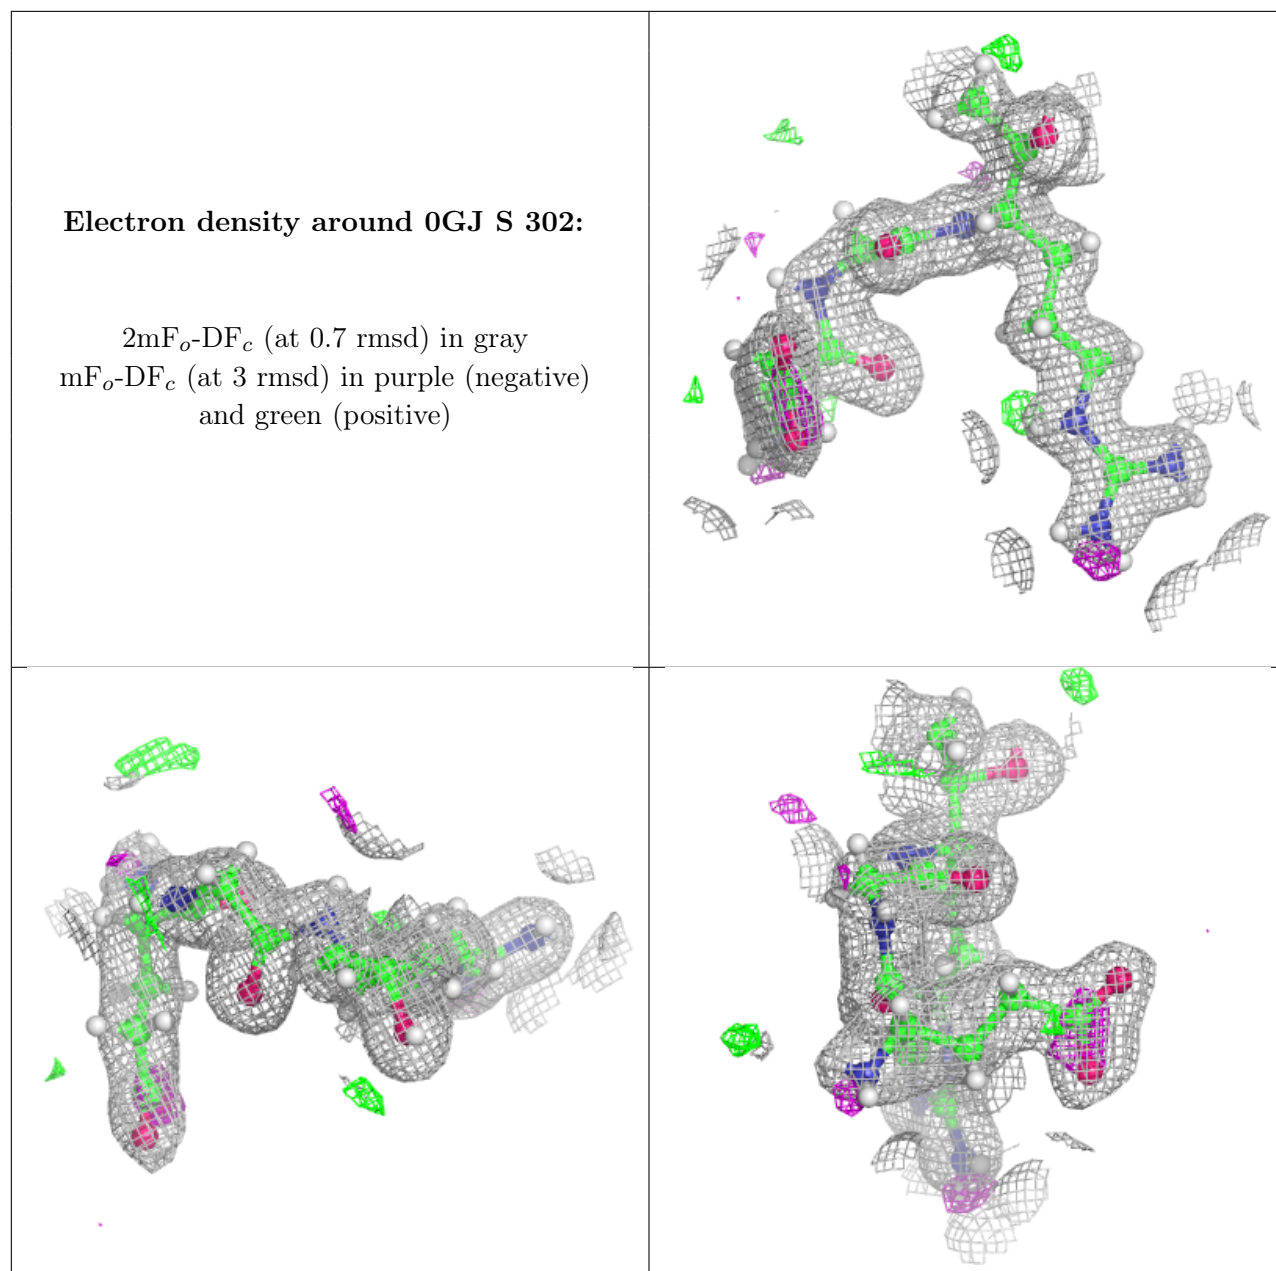 Electron density around 0GJ S 302:
2mFo-DFc (at 0.7 rmsd) in gray
mFo-DFc (at 3 rmsd) in purple (negative)
and green (positive)